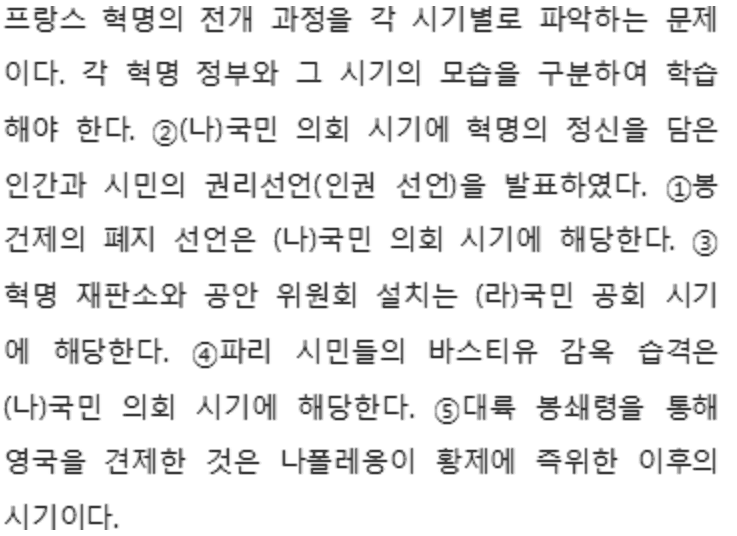 프랑스 혁명의 전개 과정을 각 시기별로 파악하는 문제
이다. 각 혁명 정부와 그 시기의 모습을 구분하여 학습
해야 한다. ②(나)국민 의회 시기에 혁명의 정신을 담은
인간과 시민의 권리선언(인권 선언)을 발표하였다. ①봉
건제의 폐지 선언은 (나)국민 의회 시기에 해당한다. ③
혁명 재판소와 공안 위원회 설치는 (라)국민 공회 시기
에 해당한다. ④파리 시민들의 바스티유 감옥 습격은
(나)국민 의회 시기에 해당한다. ⑤대륙 봉쇄령을 통해
영국을 견제한 것은 나폴레옹이 황제에 즉위한 이후의
시기이다.